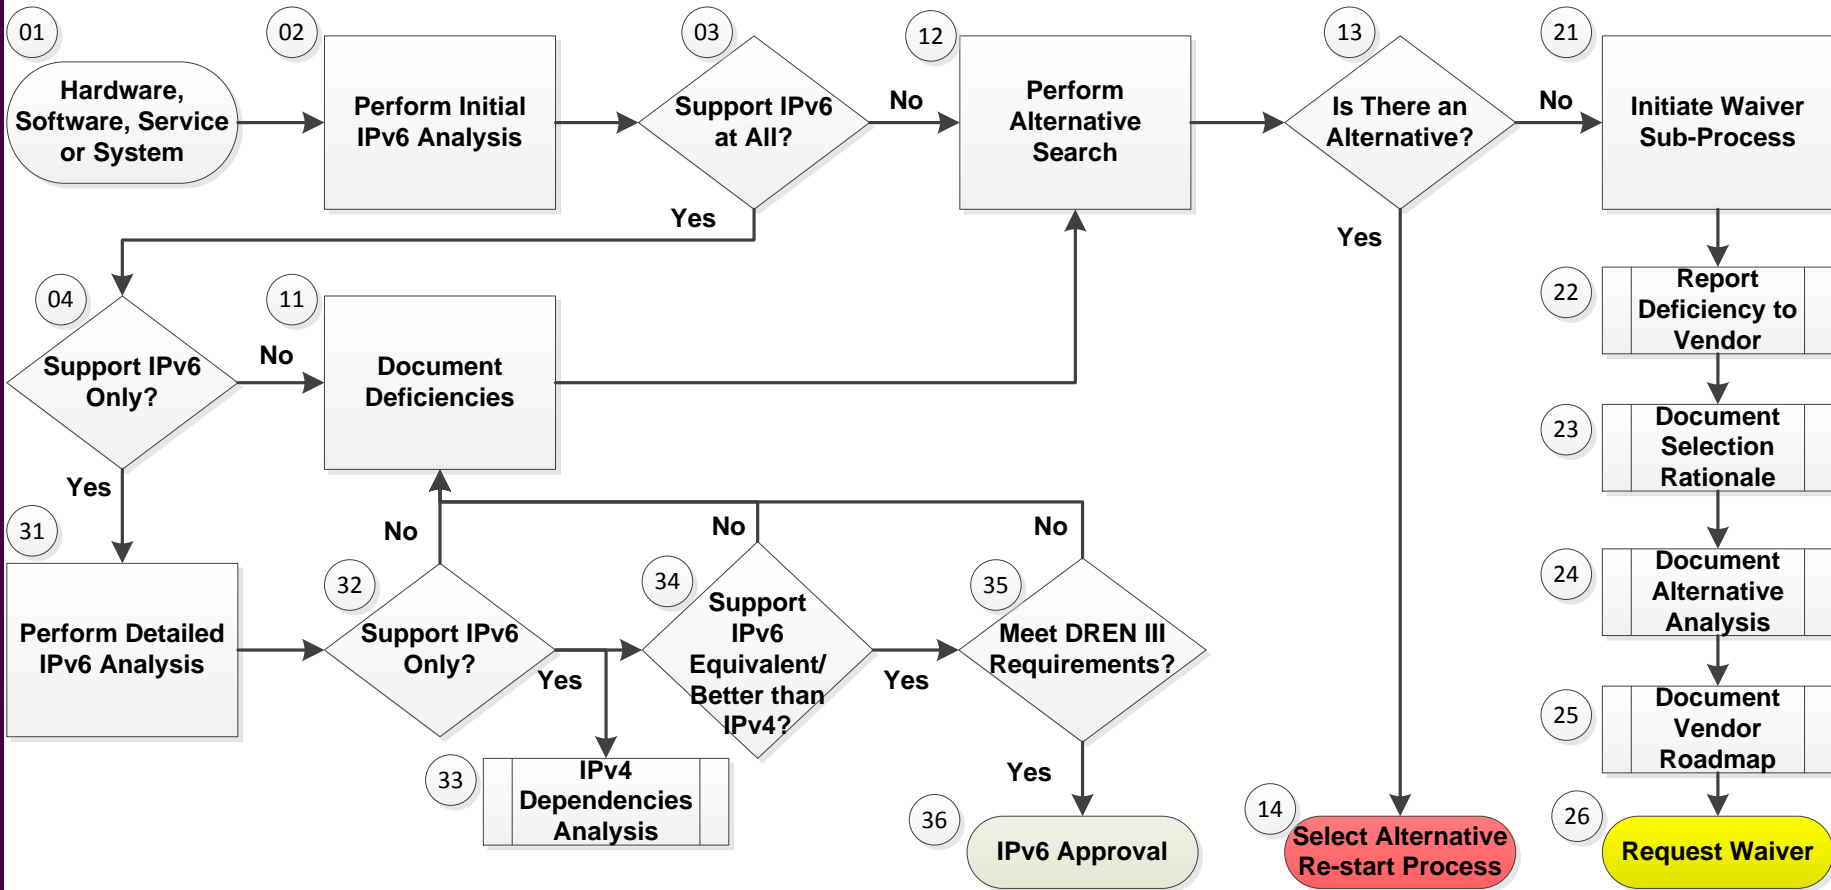 01
Hardware,
Software, Service
or System
02
Perform Initial
IPv6 Analysis
03
Support IPv6
at All?
No
Yes
12
Perform
Alternative
Search
13
Is There an
Alternative?
No
Yes
21
Initiate Waiver
Sub-Process
04
Support IPv6
Only?
No
Yes
11
Document
Deficiencies
22
Report
Deficiency to
Vendor
23
Document
Selection
Rationale
24
Document
Alternative
Analysis
25
Document
Vendor
Roadmap
31
Perform Detailed
IPv6 Analysis
32
Support IPv6
Only?
No
Yes
33
IPv4
Dependencies
Analysis
34
Support
IPv6
Equivalent/
Better than
IPv4?
No
Yes
35
Meet DREN III
Requirements?
No
Yes
36
IPv6 Approval
14
Select Alternative
Re-start Process
26
Request Waiver